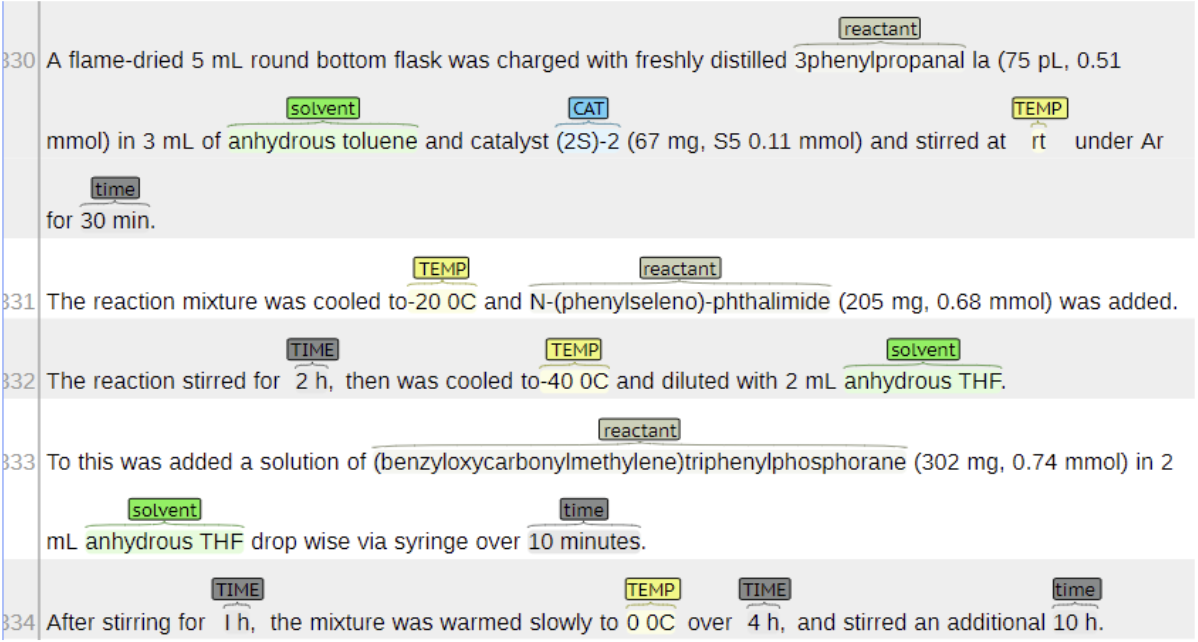 reactant
330 A flame-dried 5 mL round bottom flask was charged with freshly distilled 3phenylpropanal la (75 pL, 0.51
solvent CAT TEMP
mmol) in 3 mL of anhydrous toluene and catalyst (2S)-2 (67 mg, S5 0.11 mmol) and stirred at rt under Ar
time
for 30 min.
TEMP reactant
331 The reaction mixture was cooled to-20 0C and N-(phenylseleno)-phthalimide (205 mg, 0.68 mmol) was added.
TIME TEMP solvent
332 The reaction stirred for 2 h, then was cooled to-40 0C and diluted with 2 mL anhydrous THF.
reactant
333 To this was added a solution of (benzyloxycarbonylmethylene)triphenylphosphorane (302 mg, 0.74 mmol) in 2
solvent time
mL anhydrous THF drop wise via syringe over 10 minutes.
TIME TEMP TIME time
334 After stirring for I h, the mixture was warmed slowly to 0 0C over 4 h, and stirred an additional 10 h.